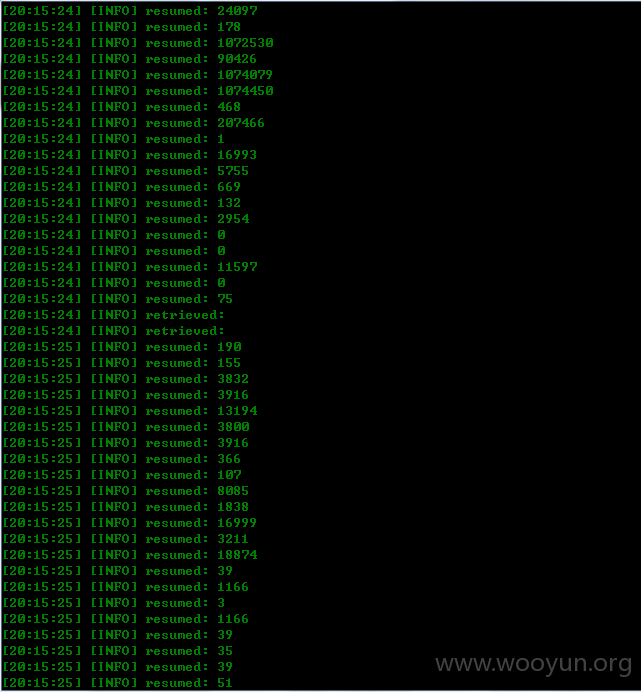 [20:15:24] [INFO] resumed: 24097
[20:15:24] [INFO] resumed: 178
[20:15:24] [INFO] resumed: 1072530
[20:15:24] [INFO] resumed: 90426
[20:15:24] [INFO] resumed: 1074079
[20:15:24] [INFO] resumed: 1074450
[20:15:24] [INFO] resumed: 468
[20:15:24] [INFO] resumed: 207466
[20:15:24] [INFO] resumed: 1
[20:15:24] [INFO] resumed: 16993
[20:15:24] [INFO] resumed: 5755
[20:15:24] [INFO] resumed: 669
[20:15:24] [INFO] resumed: 132
[20:15:24] [INFO] resumed: 2954
[20:15:24] [INFO] resumed: 0
[20:15:24] [INFO] resumed: 0
[20:15:24] [INFO] resumed: 11597
[20:15:24] [INFO] resumed: 0
[20:15:24] [INFO] resumed: 75
[20:15:24] [INFO] retrieved:
[20:15:24] [INFO] retrieved:
[20:15:25] [INFO] resumed: 190
[20:15:25] [INFO] resumed: 155
[20:15:25] [INFO] resumed: 3832
[20:15:25] [INFO] resumed: 3916
[20:15:25] [INFO] resumed: 13194
[20:15:25] [INFO] resumed: 3800
[20:15:25] [INFO] resumed: 3916
[20:15:25] [INFO] resumed: 366
[20:15:25] [INFO] resumed: 107
[20:15:25] [INFO] resumed: 8085
[20:15:25] [INFO] resumed: 1838
[20:15:25] [INFO] resumed: 16999
[20:15:25] [INFO] resumed: 3211
[20:15:25] [INFO] resumed: 18874
[20:15:25] [INFO] resumed: 39
[20:15:25] [INFO] resumed: 1166
[20:15:25] [INFO] resumed: 3
[20:15:25] [INFO] resumed: 1166
[20:15:25] [INFO] resumed: 39
[20:15:25] [INFO] resumed: 35
[20:15:25] [INFO] resumed: 39
[20:15:25] [INFO] resumed: 51
www.wooyun.org